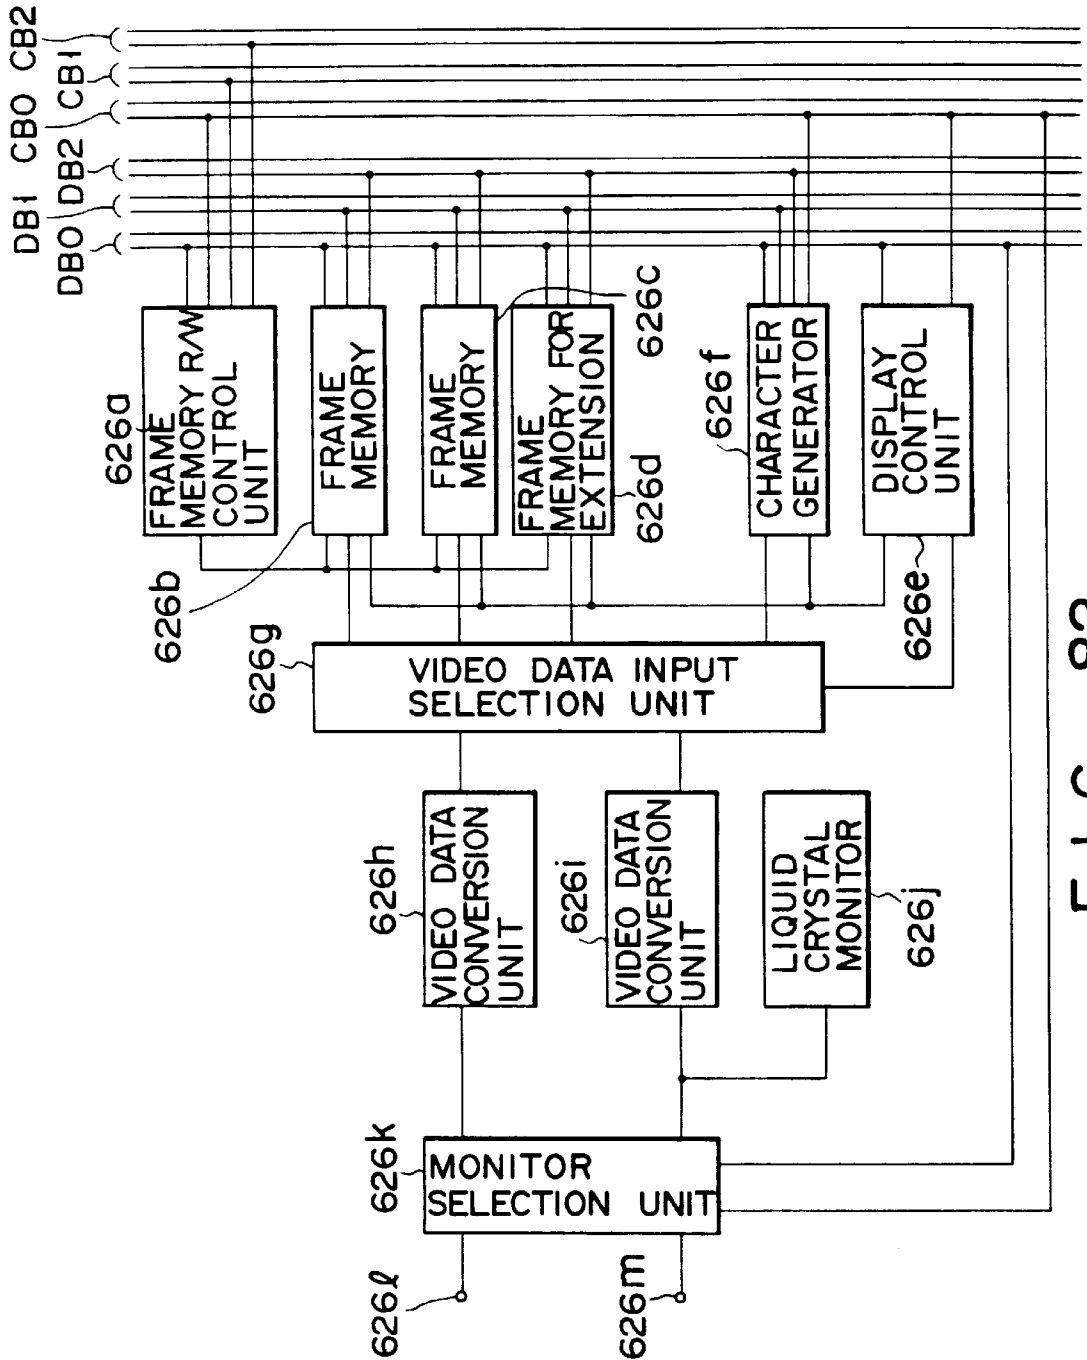 CB2
CB1
CB0
DB2
DB1
DB0
626a
FRAME
MEMORY R/W
CONTROL
UNIT
626b
FRAME
MEMORY
626c
FRAME
MEMORY
626d
FRAME
MEMORY FOR
EXTENSION
626f
CHARACTER
GENERATOR
626e
DISPLAY
CONTROL
UNIT
626g
VIDEO DATA INPUT
SELECTION UNIT
626h
VIDEO DATA
CONVERSION
UNIT
626i
VIDEO DATA
CONVERSION
UNIT
626j
LIQUID
CRYSTAL
MONITOR
626k
MONITOR
SELECTION UNIT
626l
626m